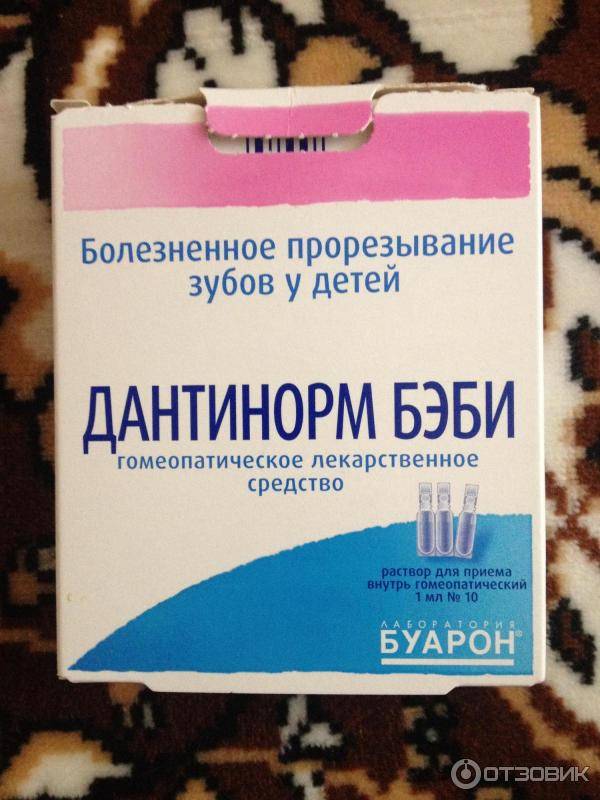 Болезненное прорезывание
зубов у детей
ДАНТИНОРМ БЭБИ
гомеопатическое лекарственное
средство
раствор для приема
внутрь гомеопатический
1 мл № 10
ЛАБОРАТОРИЯ
БУАРОН®
ОТЗОВИК